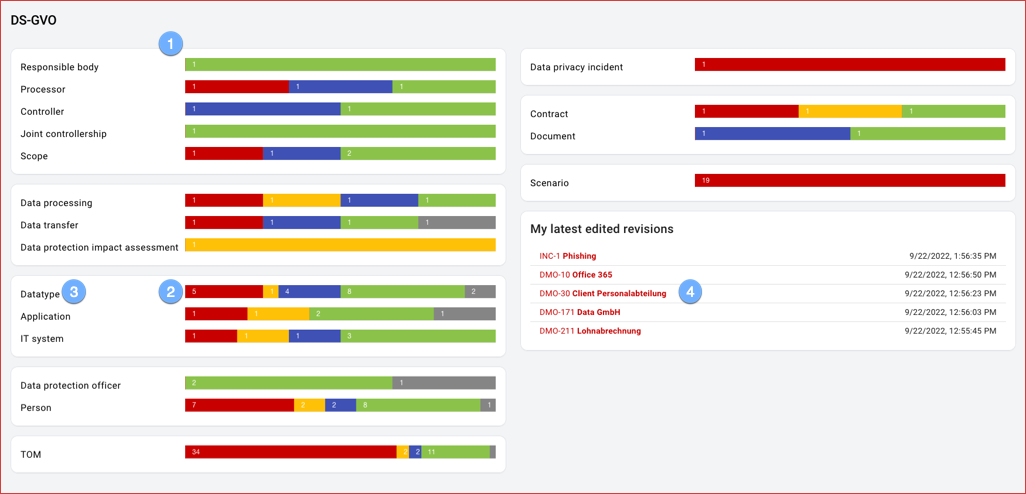 DS-GVO
1
Responsible body 1
Processor 1 1 1
Controller 1 1
Joint controllership 1
Scope 1 1 2
Data processing 1 1 1 1
Data transfer 1 1 1 1
Data protection impact assessment 1
Datatype 3 2 5 1 4 8 2
Application 1 1 2 1
IT system 1 1 1 3
Data protection officer 2 1
Person 7 2 2 8 1
TOM 34 2 2 11
Data privacy incident 1
Contract 1 1 1
Document 1 1
Scenario 19
My latest edited revisions
INC-1 Phishing 9/22/2022, 1:56:35 PM
DMO-10 Office 365 9/22/2022, 12:56:50 PM
DMO-30 Client Personalabteilung 4 9/22/2022, 12:56:23 PM
DMO-171 Data GmbH 9/22/2022, 12:56:03 PM
DMO-211 Lohnabrechnung 9/22/2022, 12:55:45 PM